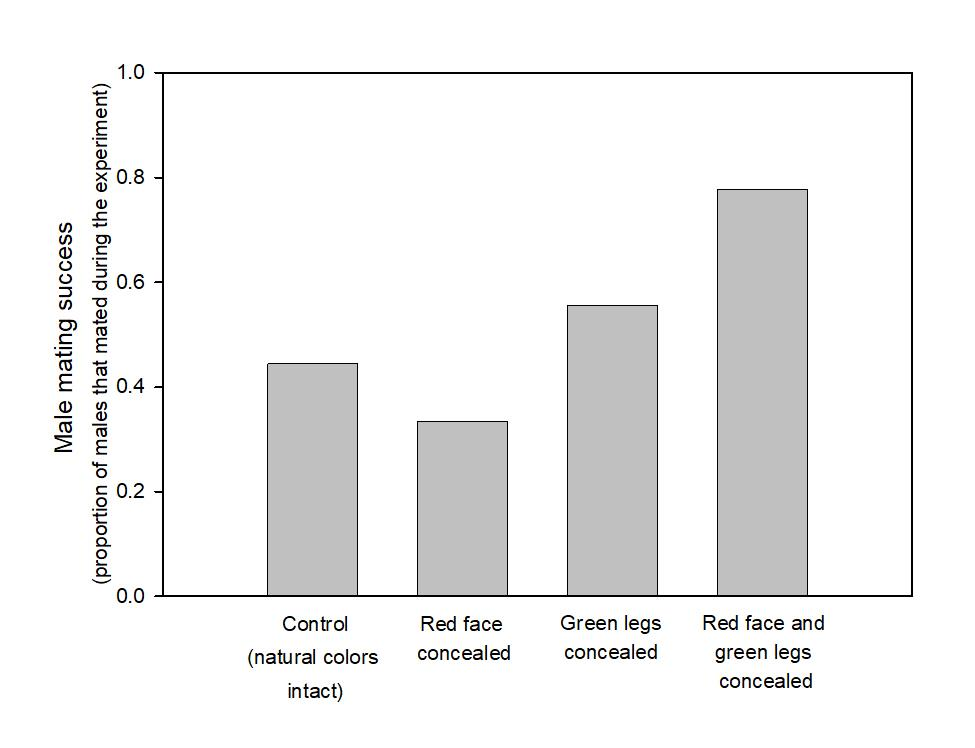 Male mating success
(proportion of males that mated during the experiment)
1.0
0.8
0.6
0.4
0.2
0.0
Control
(natural colors
intact)
Red face
concealed
Green legs
concealed
Red face and
green legs
concealed